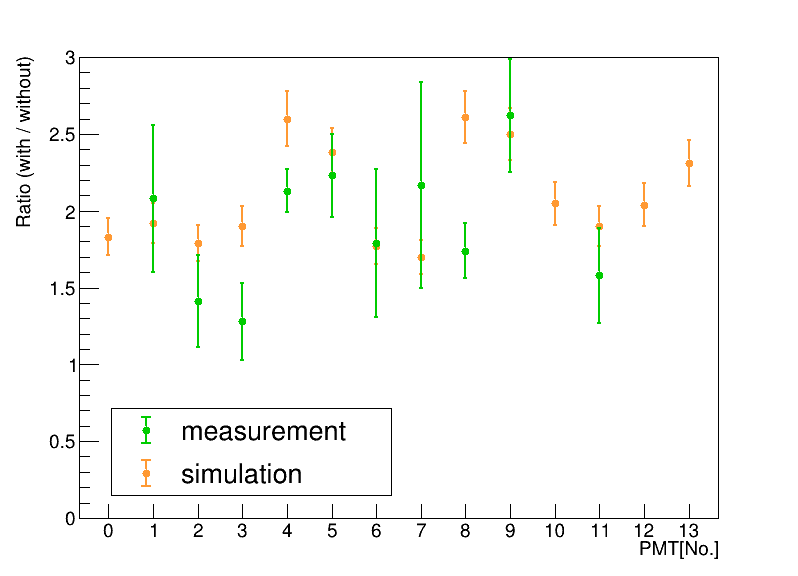 Ratio (with / without)
3
2.5
2
1.5
1
0.5
0
measurement
simulation
0 1 2 3 4 5 6 7 8 9 10 11 12 13
PMT[No.]